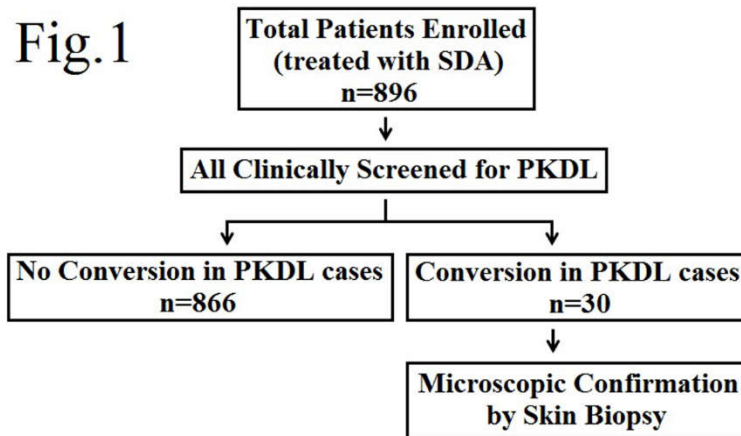 Fig.1
Total Patients Enrolled
(treated with SDA)
n=896
All Clinically Screened for PKDL
No Conversion in PKDL cases
n=866
Conversion in PKDL cases
n=30
Microscopic Confirmation
by Skin Biopsy